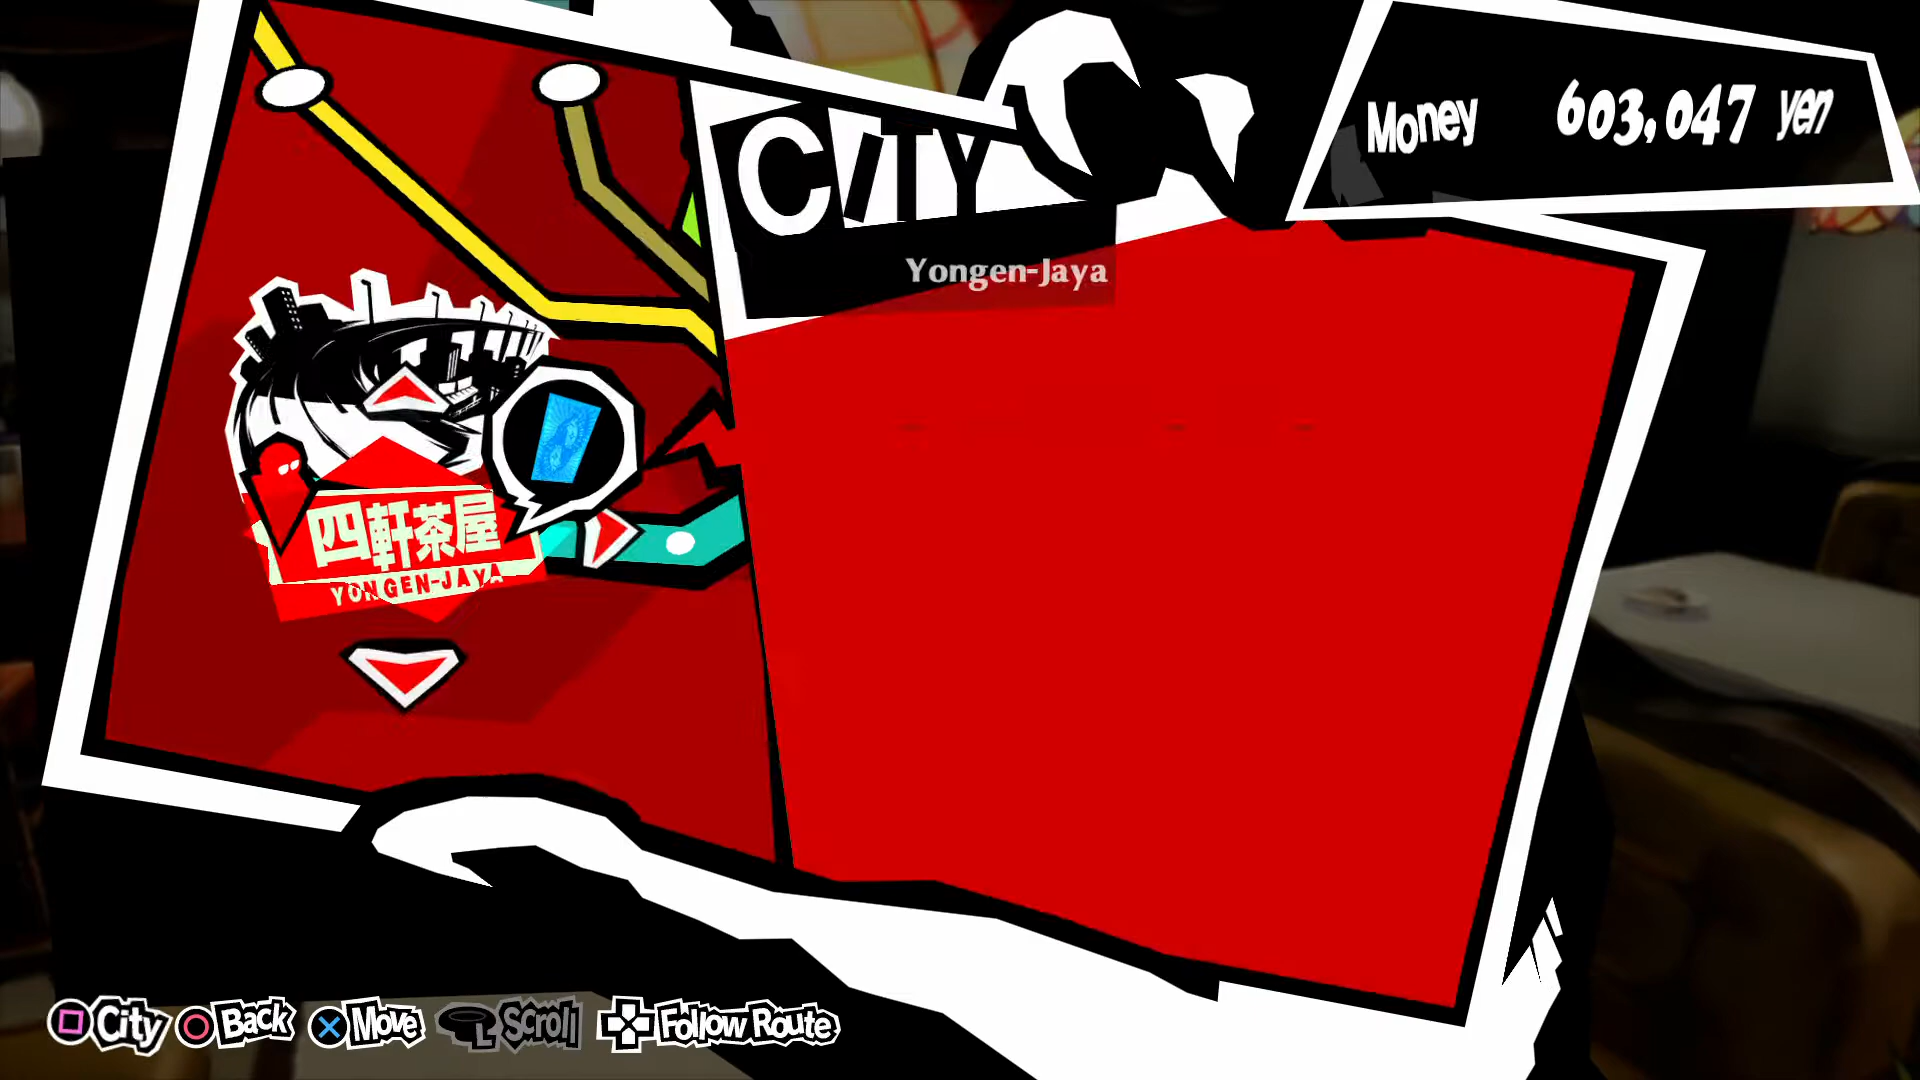 CITY
Yongen-Jaya
Money 603,047 yen
四軒茶屋
YONGEN-JAYA
City Back Move L Scroll Follow Route